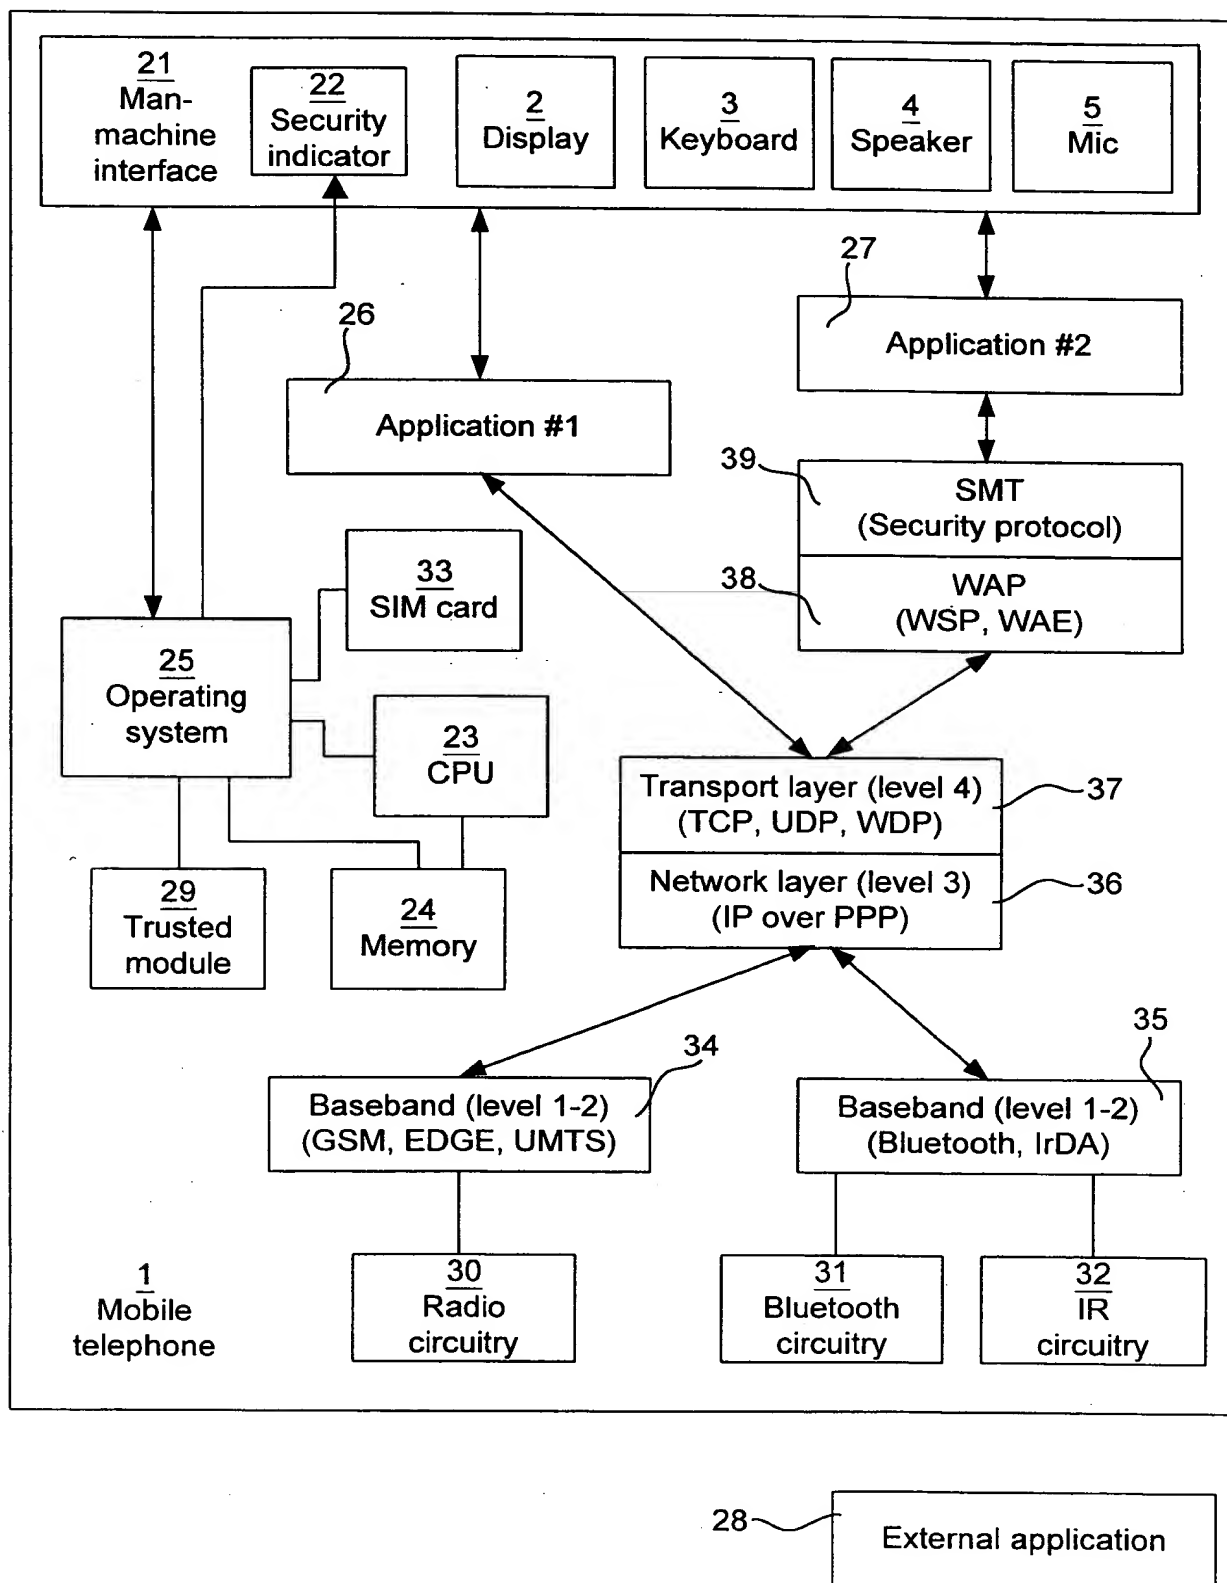 21
Man-
machine
interface
22
Security
indicator
2
Display
3
Keyboard
4
Speaker
5
Mic
27
26
Application #2
Application #1
39
SMT
(Security protocol)
38
WAP
(WSP, WAE)
33
SIM card
25
Operating
system
23
CPU
Transport layer (level 4)
(TCP, UDP, WDP)
37
Network layer (level 3)
(IP over PPP)
36
29
Trusted
module
24
Memory
34
35
Baseband (level 1-2)
(GSM, EDGE, UMTS)
Baseband (level 1-2)
(Bluetooth, IrDA)
1
Mobile
telephone
30
Radio
circuitry
31
Bluetooth
circuitry
32
IR
circuitry
28
External application